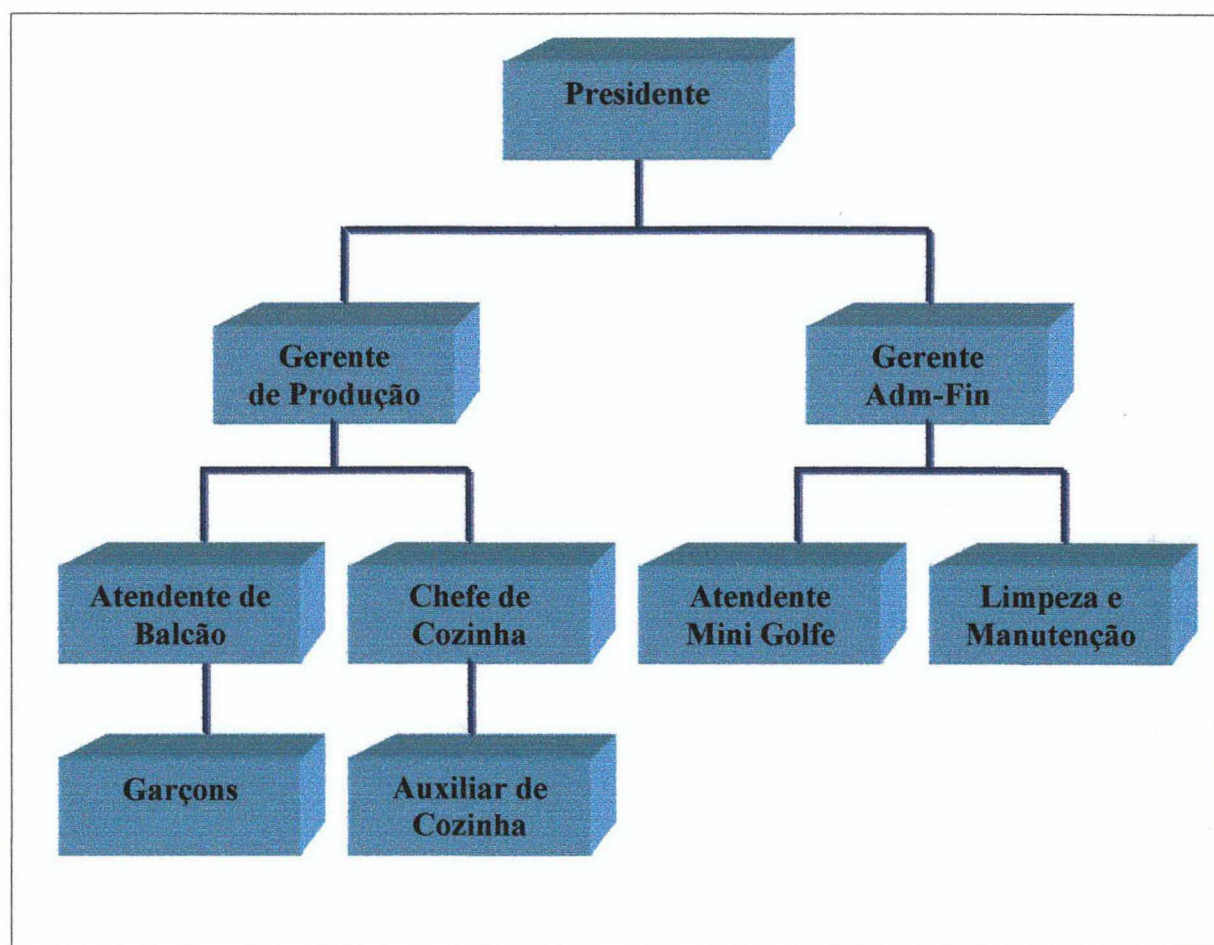 Presidente
Gerente
de Produção
Gerente
Adm-Fin
Atendente de
Balcão
Chefe de
Cozinha
Atendente
Mini Golfe
Limpeza e
Manutenção
Garçons
Auxiliar de
Cozinha